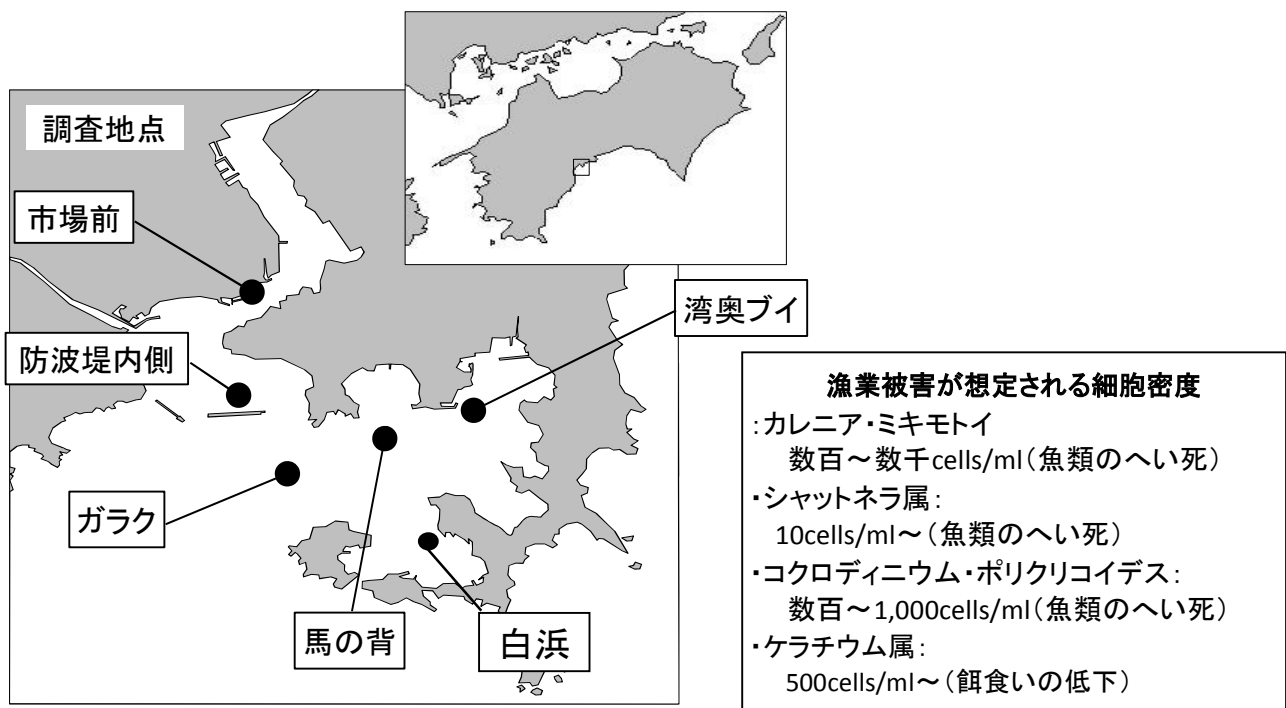 調査地点
市場前
湾奥ブイ
防波堤内側
ガラク
馬の背
白浜
漁業被害が想定される細胞密度
:カレニア・ミキモトイ
数百～数千cells/ml(魚類のへい死)
・シャットネラ属:
10cells/ml～(魚類のへい死)
・コクロディニウム・ポリクリコイデス:
数百～1,000cells/ml(魚類のへい死)
・ケラチウム属:
500cells/ml～(餌食いの低下)